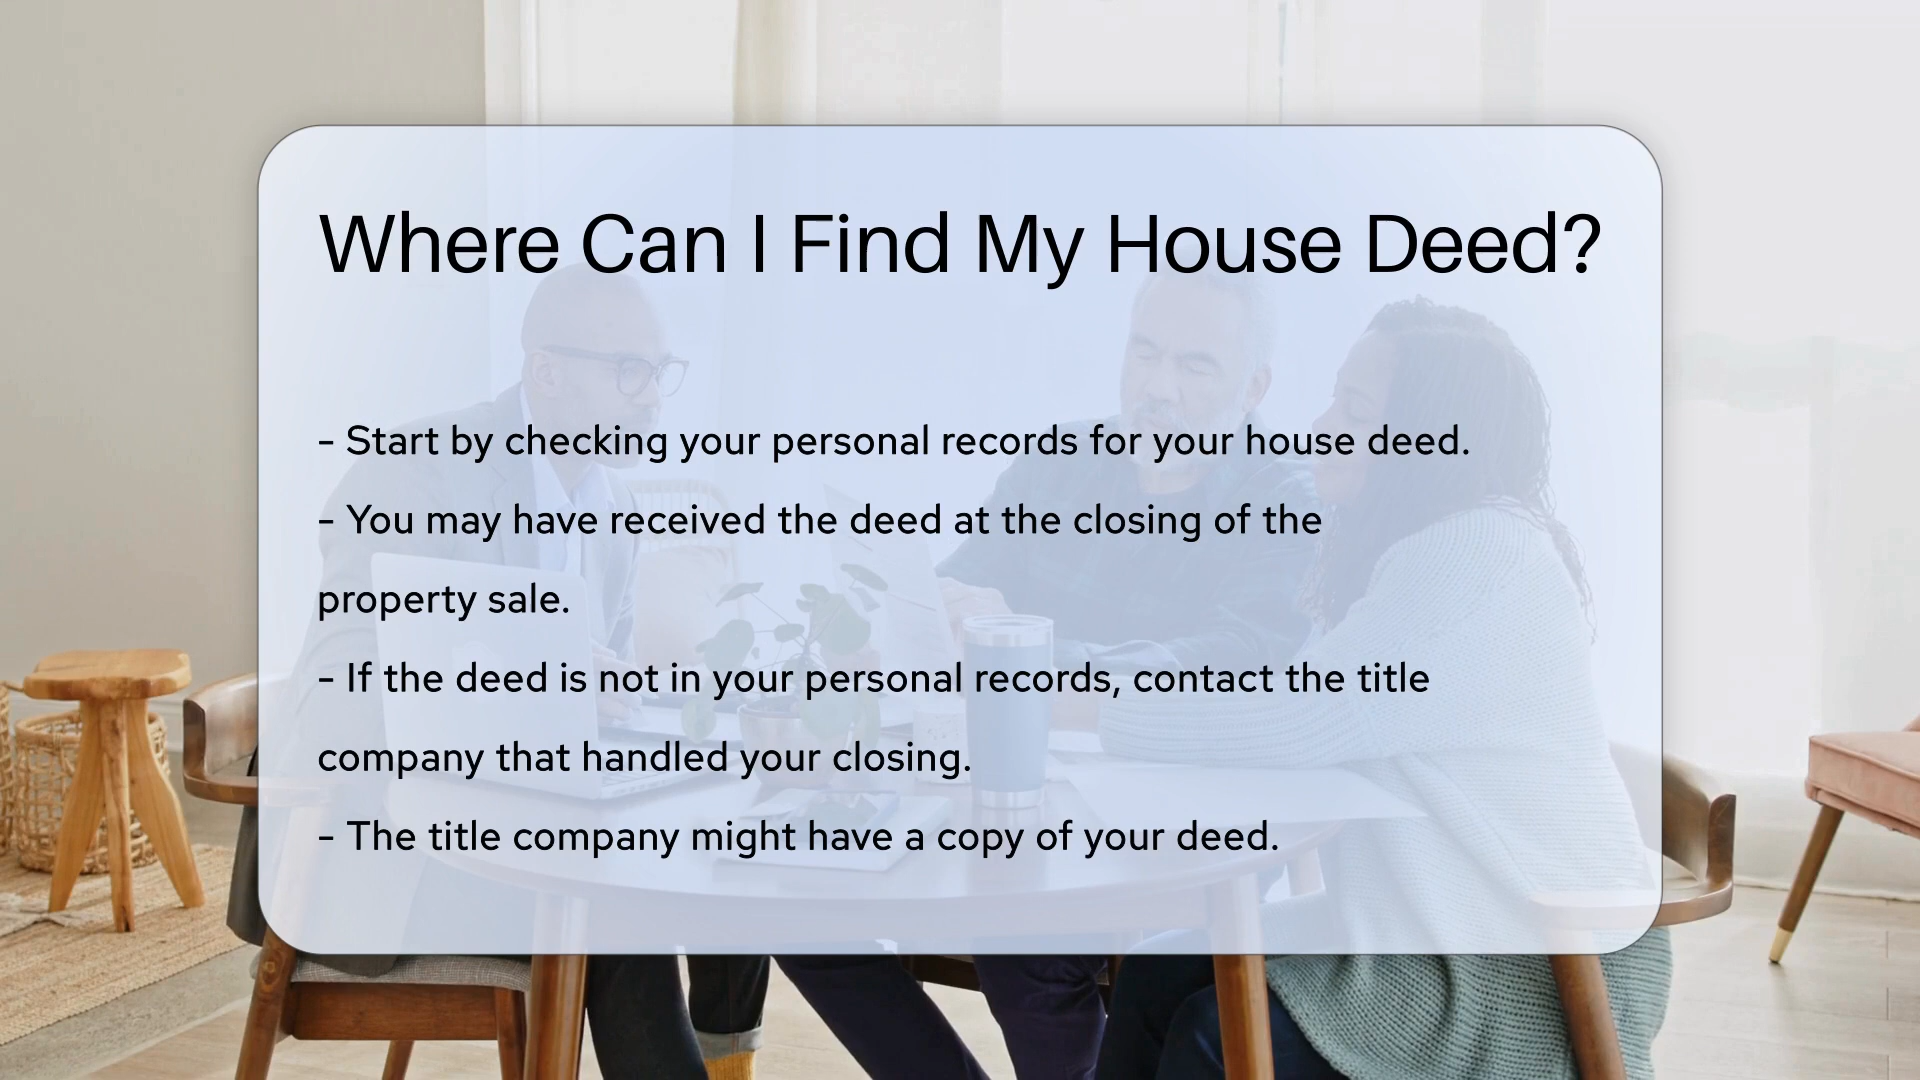 Where Can I Find My House Deed?
- Start by checking your personal records for your house deed.
- You may have received the deed at the closing of the
property sale.
- If the deed is not in your personal records, contact the title
company that handled your closing.
- The title company might have a copy of your deed.